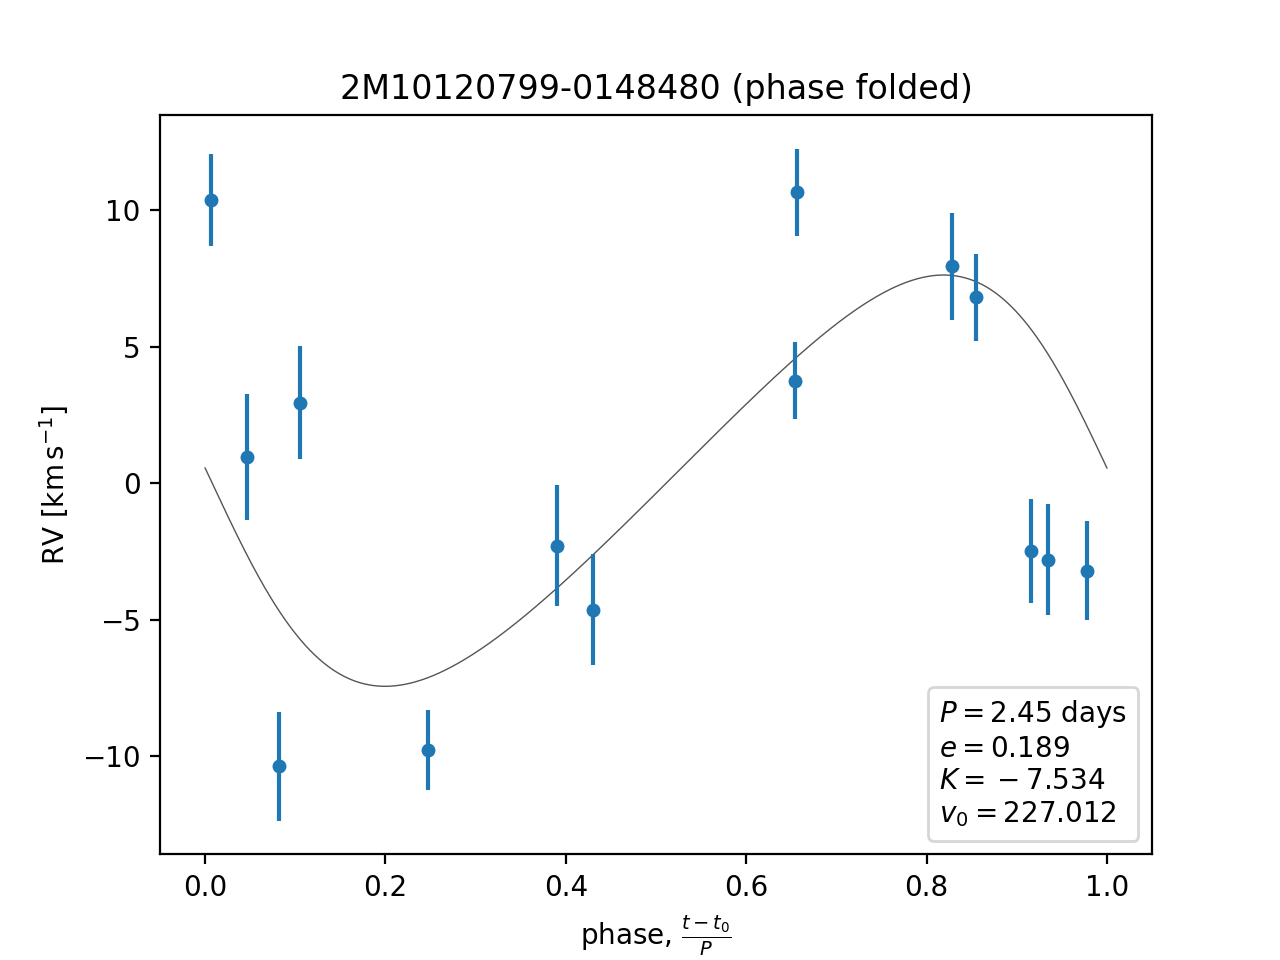 2M10120799-0148480 (phase folded)
RV [km s⁻¹]
10
5
0
−5
−10
P = 2.45 days
e = 0.189
K = −7.534
v₀ = 227.012
0.0 0.2 0.4 0.6 0.8 1.0
phase, (t − t₀)/P